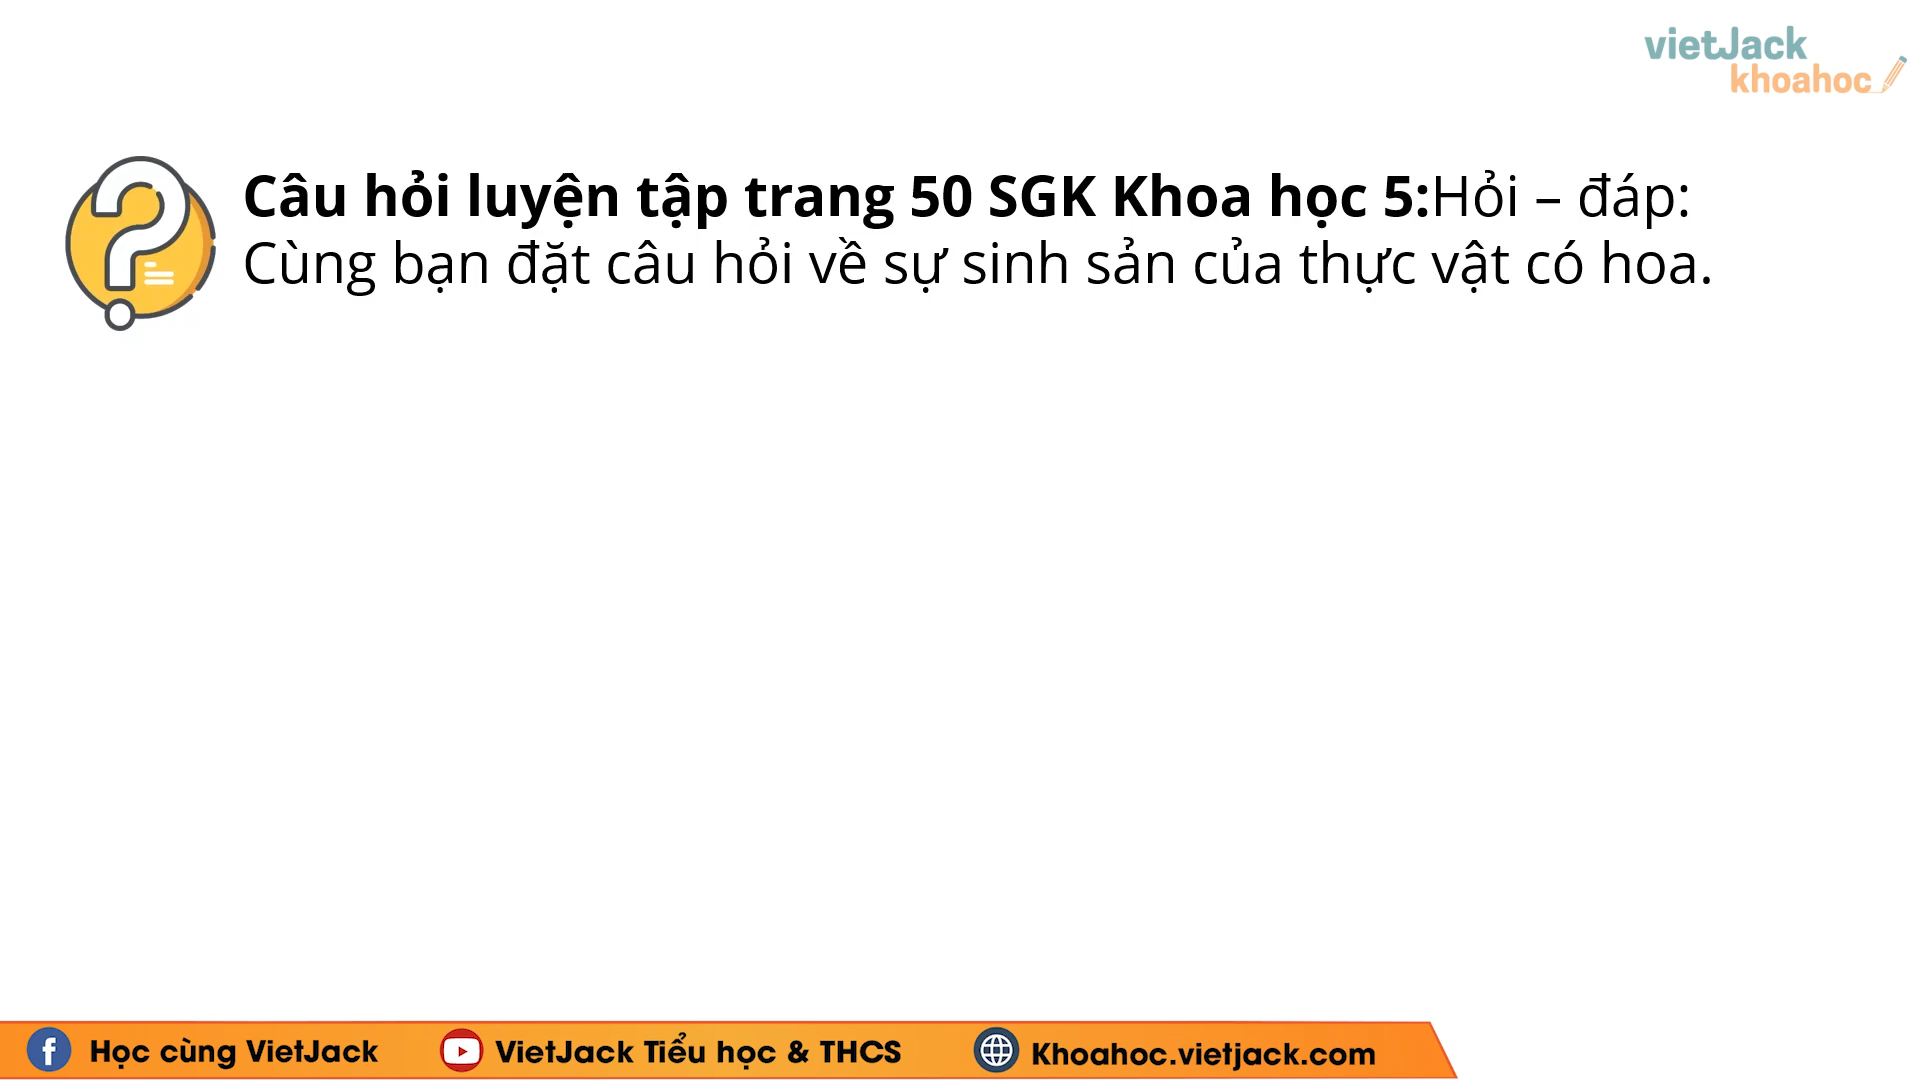 vietJack
khoahoc
Câu hỏi luyện tập trang 50 SGK Khoa học 5:Hỏi – đáp:
Cùng bạn đặt câu hỏi về sự sinh sản của thực vật có hoa.
Học cùng VietJack
VietJack Tiểu học & THCS
Khoahoc.vietjack.com